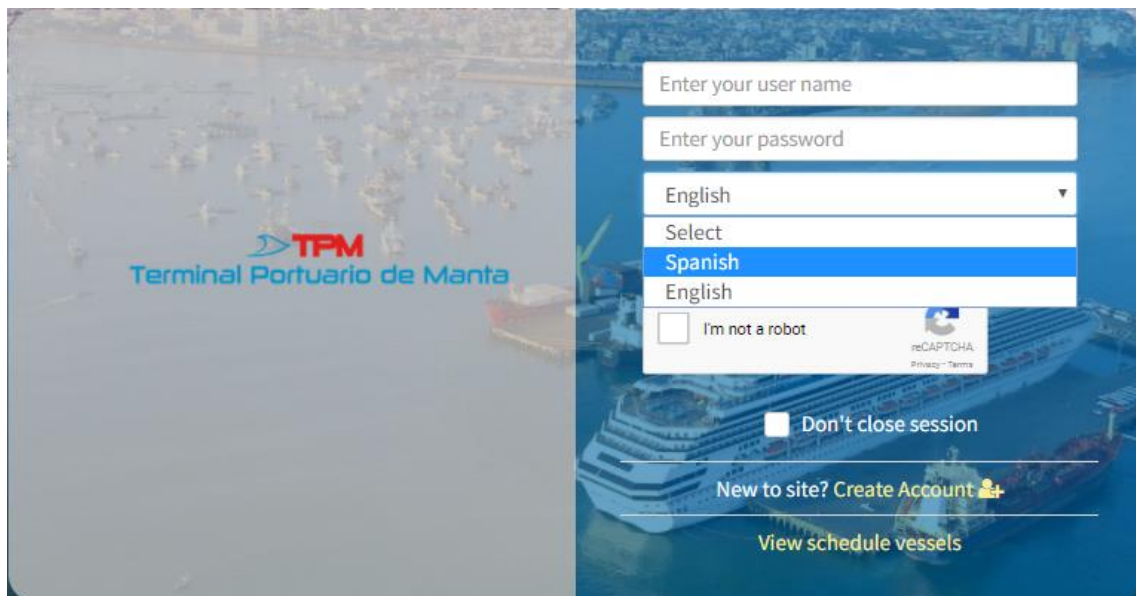 TPM
Terminal Portuario de Manta
Enter your user name
Enter your password
English
Select
Spanish
English
I'm not a robot
reCAPTCHA
Privacy - Terms
Don't close session
New to site? Create Account
View schedule vessels